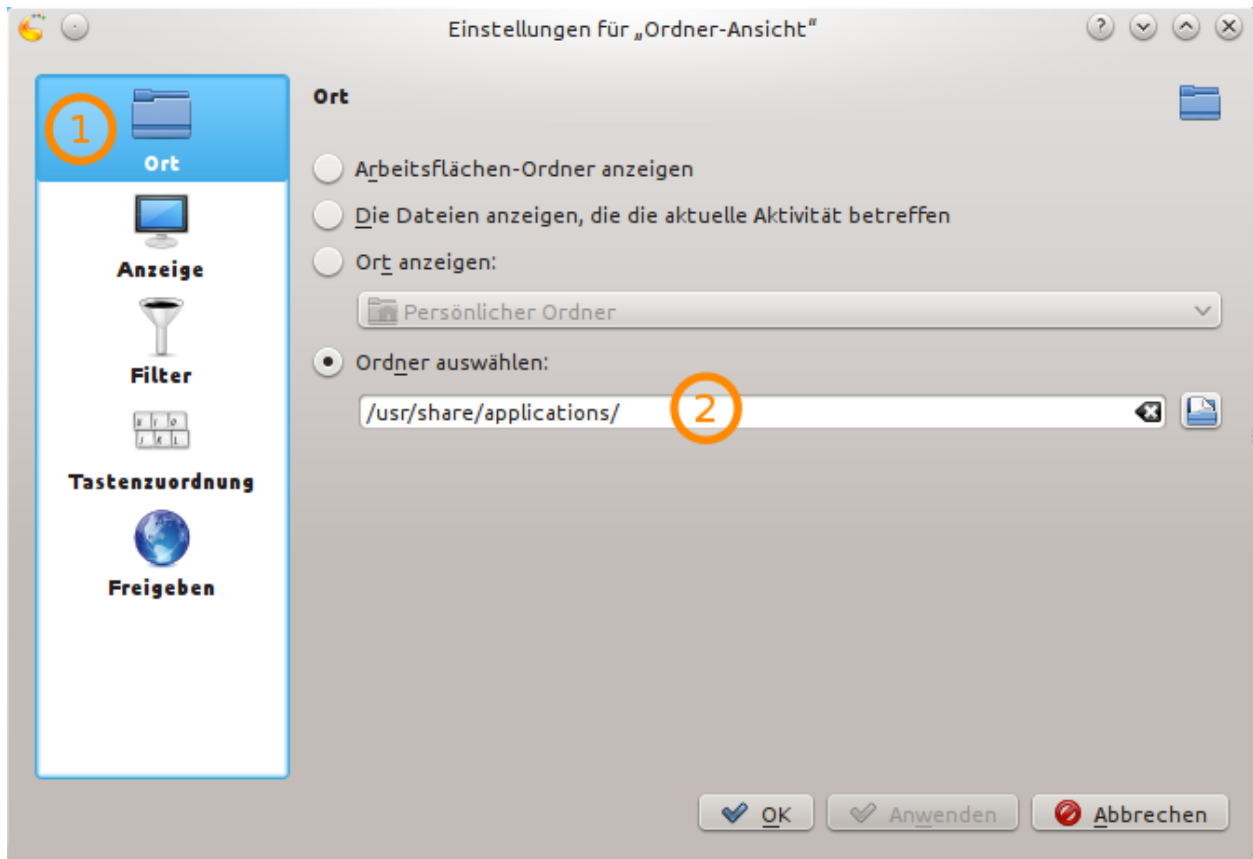 Einstellungen für „Ordner-Ansicht“
1
Ort
Anzeige
Filter
Tastenzuordnung
Freigeben
Ort
Arbeitsflächen-Ordner anzeigen
Die Dateien anzeigen, die die aktuelle Aktivität betreffen
Ort anzeigen:
Persönlicher Ordner
Ordner auswählen:
/usr/share/applications/ 2
OK Anwenden Abbrechen